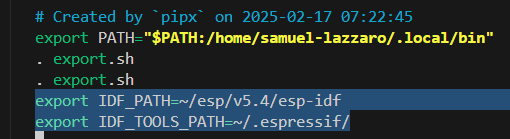 # Created by `pipx` on 2025-02-17 07:22:45
export PATH="$PATH:/home/samuel-lazzaro/.local/bin"
. export.sh
. export.sh
export IDF_PATH=~/esp/v5.4/esp-idf
export IDF_TOOLS_PATH=~/.espressif/